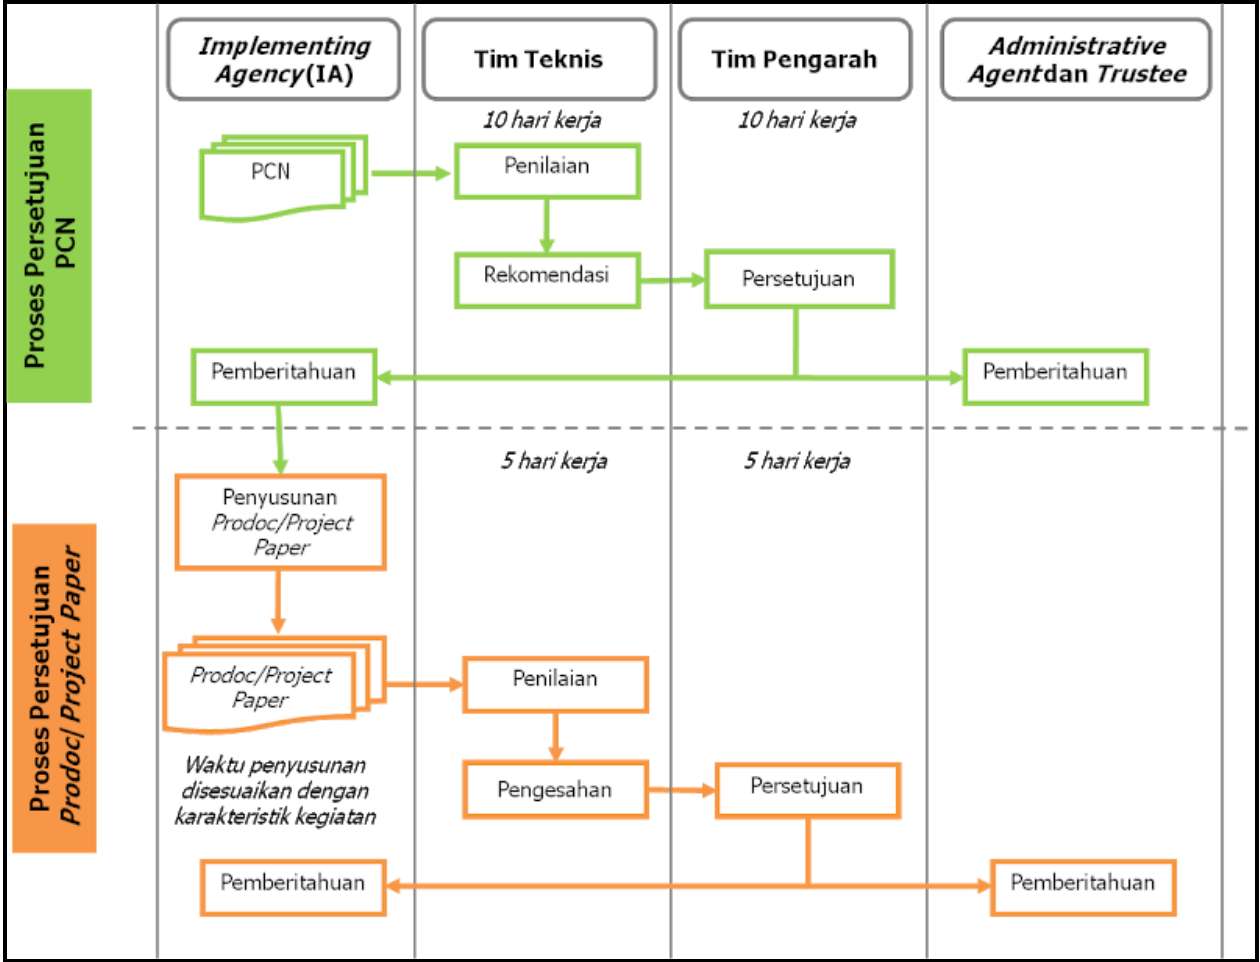 Implementing
Agency(IA)
Tim Teknis
Tim Pengarah
Administrative
Agentdan Trustee
Proses Persetujuan
PCN
10 hari kerja
10 hari kerja
PCN
Penilaian
Rekomendasi
Persetujuan
Pemberitahuan
Pemberitahuan
Proses Persetujuan
Prodoc/ Project Paper
5 hari kerja
5 hari kerja
Penyusunan
Prodoc/Project
Paper
Prodoc/Project
Paper
Penilaian
Waktu penyusunan
disesuaikan dengan
karakteristik kegiatan
Pengesahan
Persetujuan
Pemberitahuan
Pemberitahuan